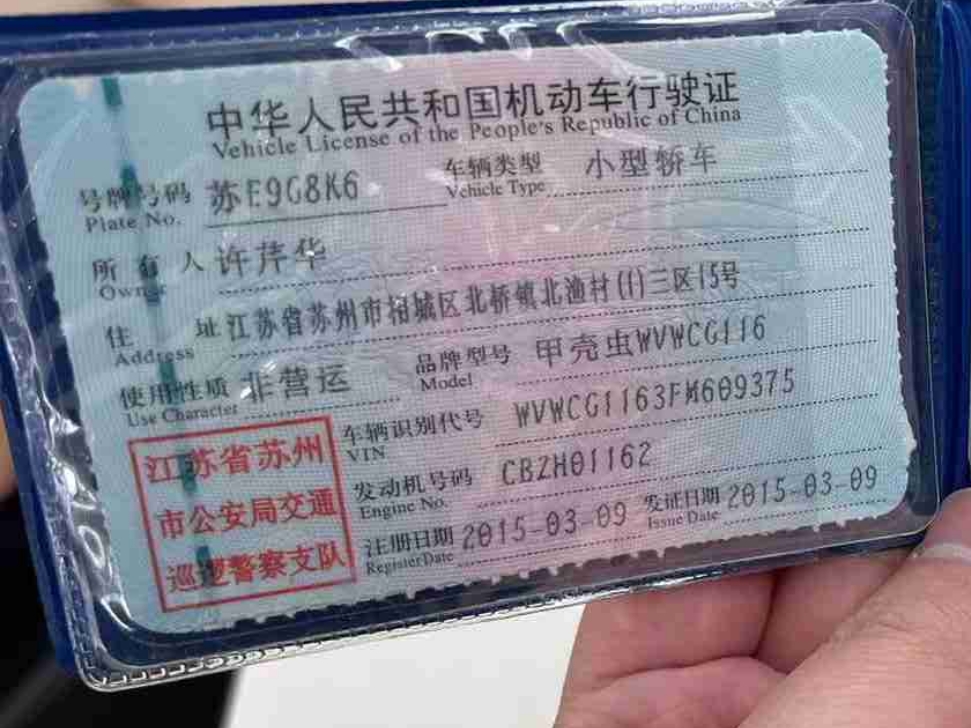 中华人民共和国机动车行驶证
Vehicle License of the People's Republic of China
号牌号码 苏E9G8K6 车辆类型 小型轿车
Plate No. Vehicle Type
所有人 许芹华
Owner
住址 江苏省苏州市相城区北桥镇北渔村(1)三区15号
Address
使用性质 非营运 品牌型号 甲壳虫WVWCG116
Use Character Model
江苏省苏州
市公安局交通
巡逻警察支队
车辆识别代号 WVWCG1163FM609375
VIN
发动机号码 CBZH01162
Engine No.
注册日期 2015-03-09 发证日期 2015-03-09
Register Date Issue Date